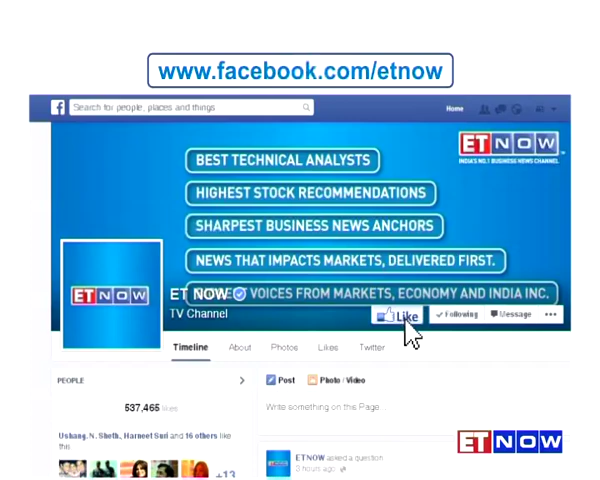 www.facebook.com/etnow
Search for people, places and things
Home
ET NOW
INDIA'S NO.1 BUSINESS NEWS CHANNEL
BEST TECHNICAL ANALYSTS
HIGHEST STOCK RECOMMENDATIONS
SHARPEST BUSINESS NEWS ANCHORS
NEWS THAT IMPACTS MARKETS, DELIVERED FIRST.
VOICES FROM MARKETS, ECONOMY AND INDIA INC.
ET NOW
ET NOW
TV Channel
Like
Following
Message
Timeline
About
Photos
Likes
Twitter
PEOPLE
537,465 likes
Ushang. N. Sheth, Harneet Suri and 16 others like
this.
+13
Post
Photo / Video
Write something on this Page
ETNOW asked a question
3 hours ago
ET NOW